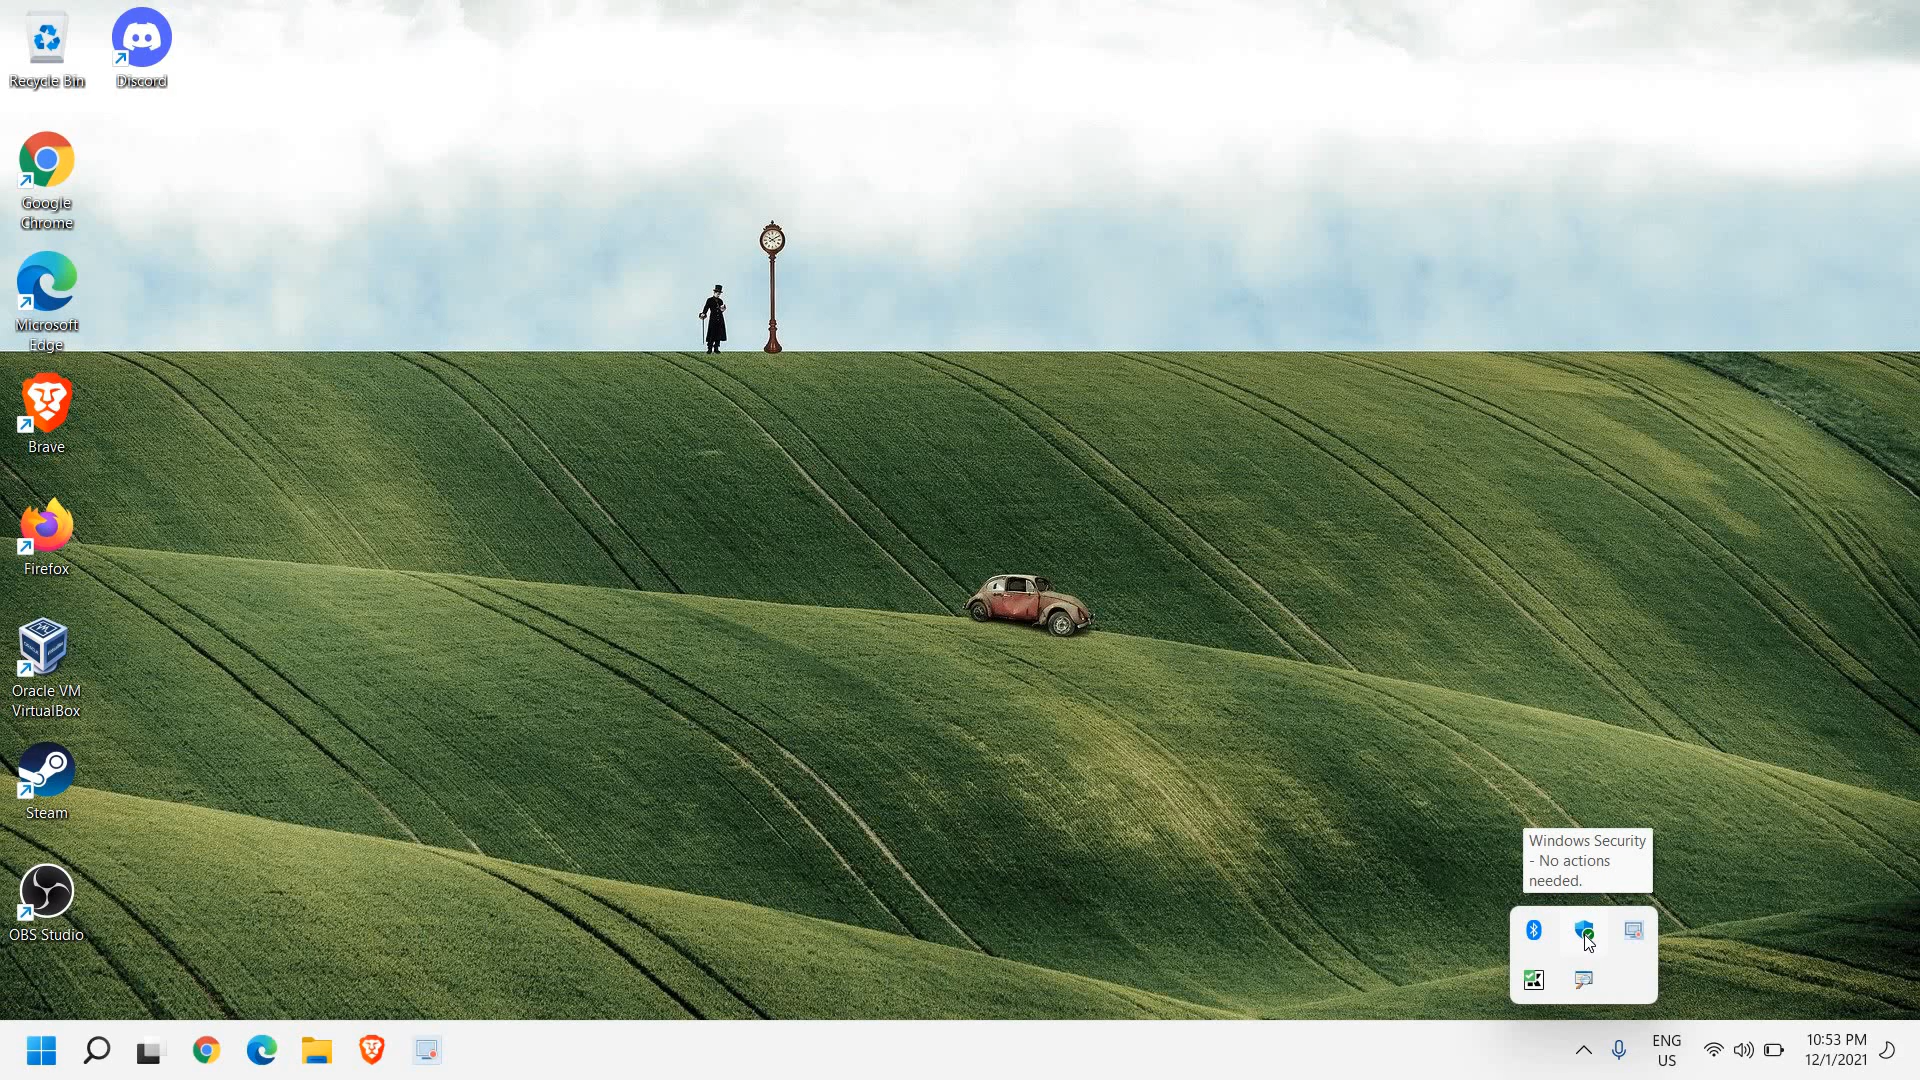 Recycle Bin
Discord
Google
Chrome
Microsoft
Edge
Brave
Firefox
Oracle VM
VirtualBox
Steam
OBS Studio
Windows Security
- No actions
needed.
ENG
US
10:53 PM
12/1/2021